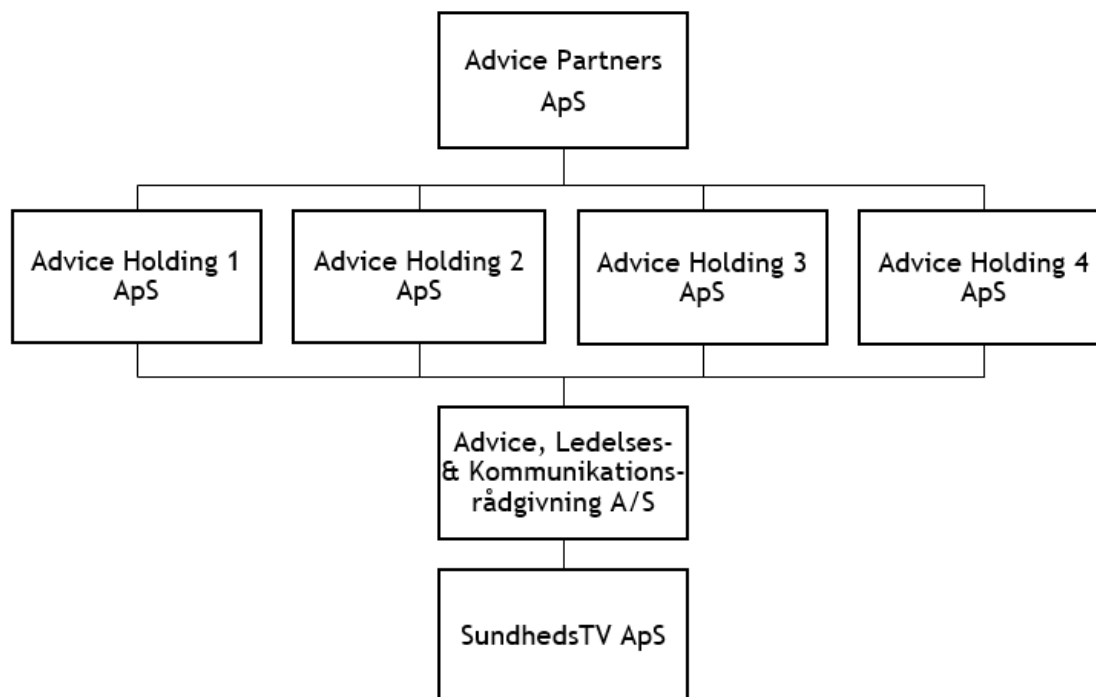 Advice Partners
ApS
Advice Holding 1
ApS
Advice Holding 2
ApS
Advice Holding 3
ApS
Advice Holding 4
ApS
Advice, Ledelses-
& Kommunikations-
rådgivning A/S
SundhedsTV ApS